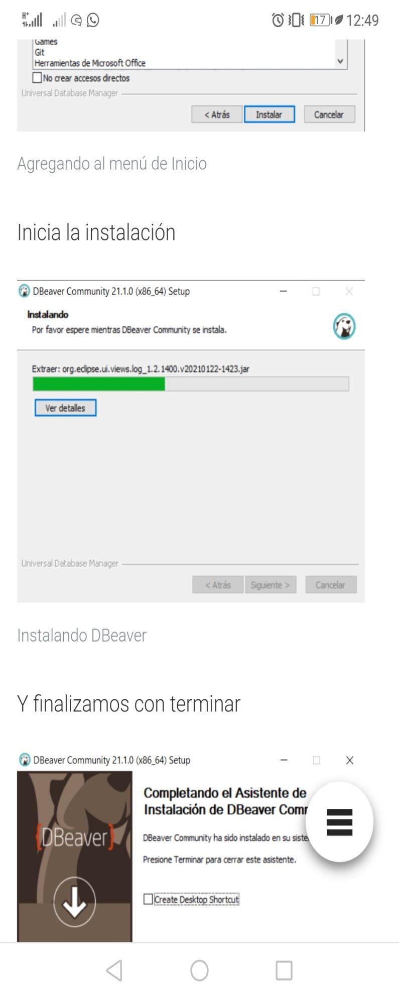 H+ 17 12:49
Games
Git
Herramientas de Microsoft Office
No crear accesos directos
Universal Database Manager
< Atrás Instalar Cancelar
Agregando al menú de Inicio
Inicia la instalación
DBeaver Community 21.1.0 (x86_64) Setup
Instalando
Por favor espere mientras DBeaver Community se instala.
Extraer: org.eclipse.ui.views.log_1.2.1400.v20210122-1423.jar
Ver detalles
Universal Database Manager
< Atrás Siguiente > Cancelar
Instalando DBeaver
Y finalizamos con terminar
DBeaver Community 21.1.0 (x86_64) Setup
Completando el Asistente de
Instalación de DBeaver
{DBeaver}
DBeaver Community ha sido instalado en su
Presione Terminar para cerrar este asistente.
Create Desktop Shortcut